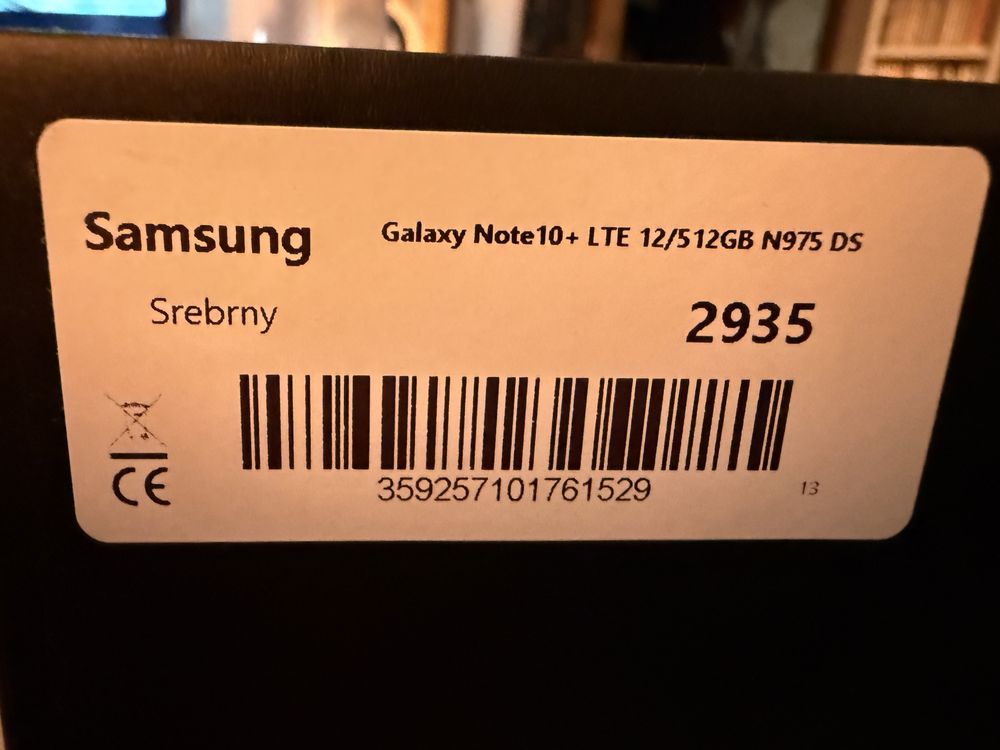 Samsung Galaxy Note10+ LTE 12/512GB N975 DS
Srebrny 2935
CE
359257101761529 13